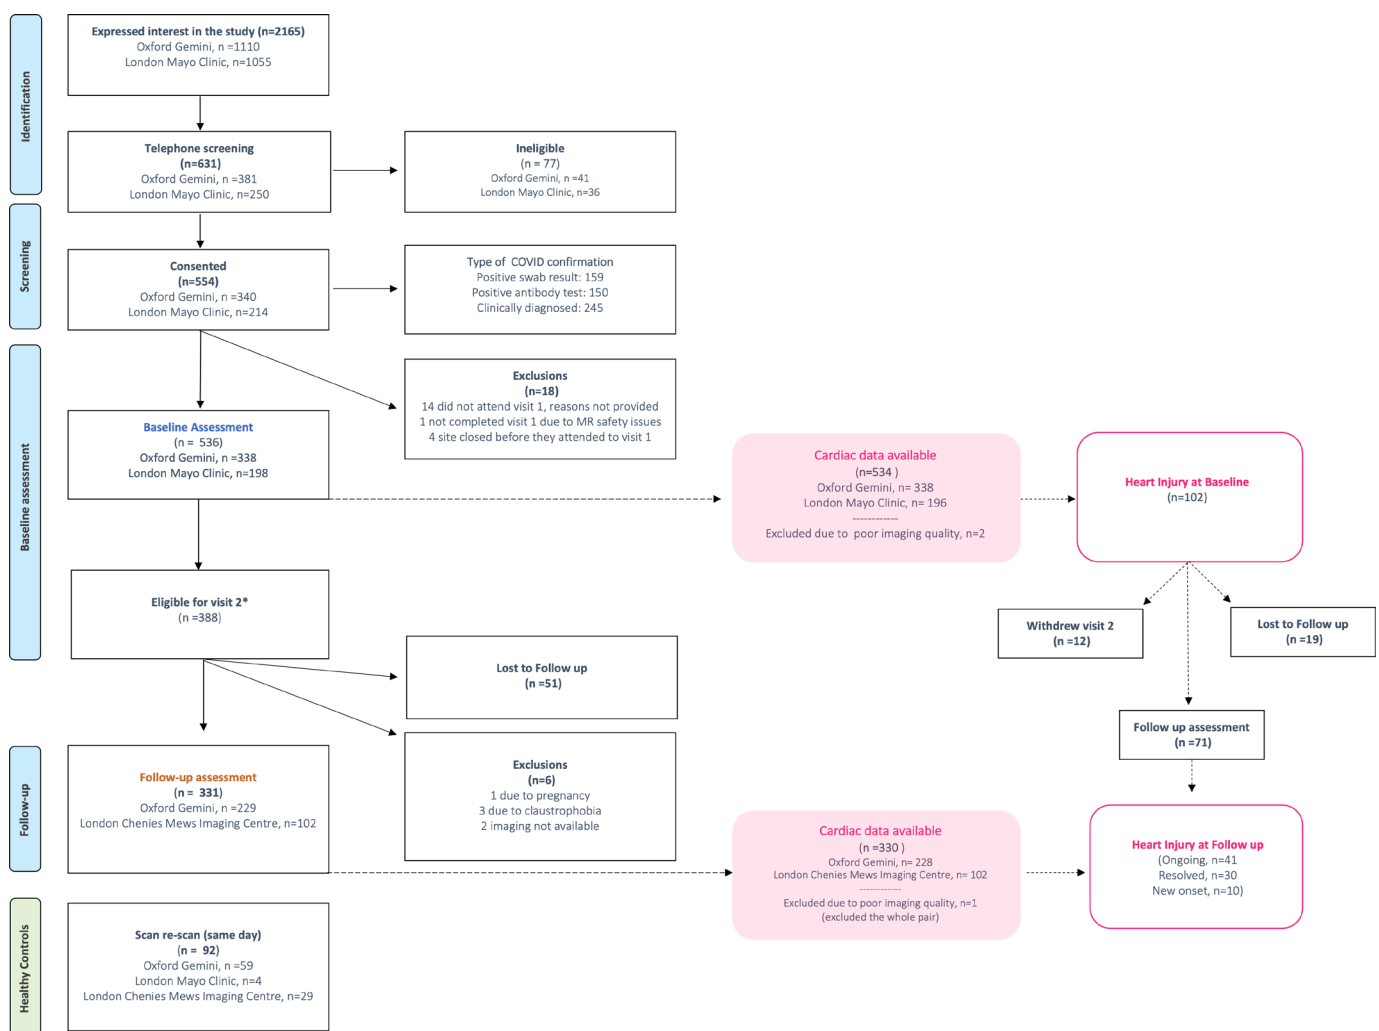 Identification
Expressed interest in the study (n=2165)
Oxford Gemini, n =1110
London Mayo Clinic, n=1055
Telephone screening
(n=631)
Oxford Gemini, n =381
London Mayo Clinic, n=250
Ineligible
(n = 77)
Oxford Gemini, n =41
London Mayo Clinic, n=36
Screening
Consented
(n=554)
Oxford Gemini, n =340
London Mayo Clinic, n=214
Type of COVID confirmation
Positive swab result: 159
Positive antibody test: 150
Clinically diagnosed: 245
Baseline assessment
Exclusions
(n=18)
14 did not attend visit 1, reasons not provided
1 not completed visit 1 due to MR safety issues
4 site closed before they attended to visit 1
Baseline Assessment
(n = 536)
Oxford Gemini, n =338
London Mayo Clinic, n=198
Cardiac data available
(n=534 )
Oxford Gemini, n= 338
London Mayo Clinic, n= 196
------------
Excluded due to poor imaging quality, n=2
Heart Injury at Baseline
(n=102)
Eligible for visit 2*
(n =388)
Withdrew visit 2
(n =12)
Lost to Follow up
(n =19)
Lost to Follow up
(n =51)
Follow up assessment
(n =71)
Follow-up
Follow-up assessment
(n = 331)
Oxford Gemini, n =229
London Chenies Mews Imaging Centre, n=102
Exclusions
(n=6)
1 due to pregnancy
3 due to claustrophobia
2 imaging not available
Cardiac data available
(n =330 )
Oxford Gemini, n= 228
London Chenies Mews Imaging Centre, n= 102
------------
Excluded due to poor imaging quality, n=1
(excluded the whole pair)
Heart Injury at Follow up
(Ongoing, n=41
Resolved, n=30
New onset, n=10)
Healthy Controls
Scan re-scan (same day)
(n = 92)
Oxford Gemini, n =59
London Mayo Clinic, n=4
London Chenies Mews Imaging Centre, n=29